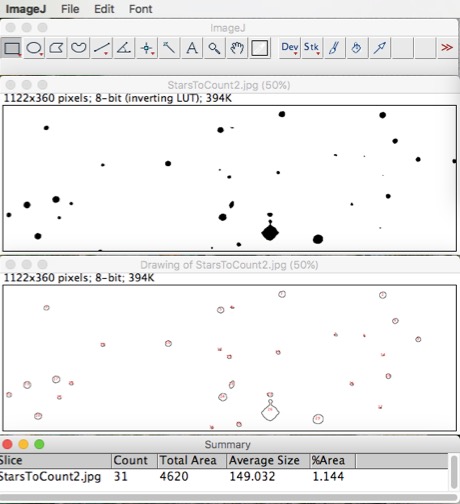 ImageJ File Edit Font
ImageJ
Dev Stk
StarsToCount2.jpg (50%)
1122x360 pixels; 8-bit (inverting LUT); 394K
Drawing of StarsToCount2.jpg (50%)
1122x360 pixels; 8-bit; 394K
Summary
Slice Count Total Area Average Size %Area
StarsToCount2.jpg 31 4620 149.032 1.144